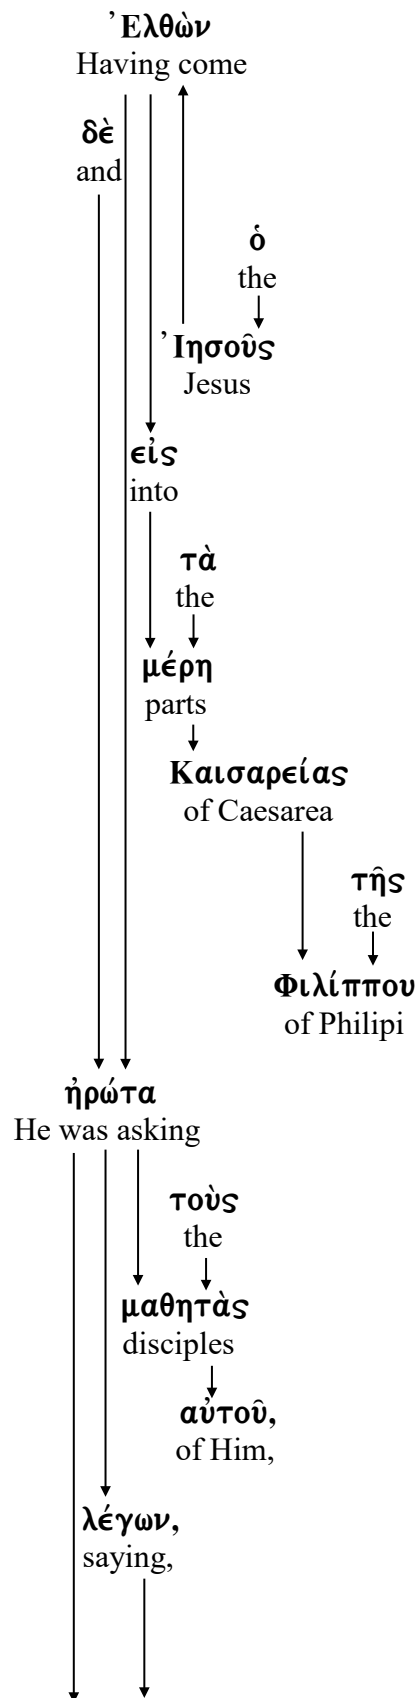 Ἐλθὼν
Having come
δὲ
and
ὁ
the
Ἰησοῦς
Jesus
εἰς
into
τὰ
the
μέρη
parts
Καισαρείας
of Caesarea
τῆς
the
Φιλίππου
of Philipi
ἠρώτα
He was asking
τοὺς
the
μαθητὰς
disciples
αὐτοῦ,
of Him,
λέγων,
saying,